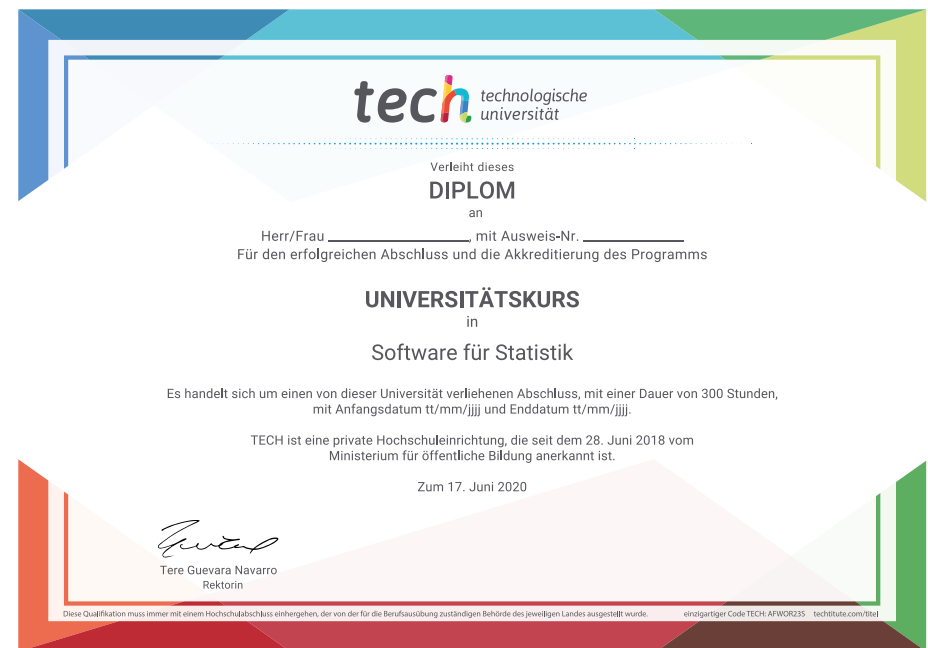 tech technologische
universität
Verleiht dieses
DIPLOM
an
Herr/Frau ____________________, mit Ausweis-Nr. ______________
Für den erfolgreichen Abschluss und die Akkreditierung des Programms
UNIVERSITÄTSKURS
in
Software für Statistik
Es handelt sich um einen von dieser Universität verliehenen Abschluss, mit einer Dauer von 300 Stunden,
mit Anfangsdatum tt/mm/jjjj und Enddatum tt/mm/jjjj.
TECH ist eine private Hochschuleinrichtung, die seit dem 28. Juni 2018 vom
Ministerium für öffentliche Bildung anerkannt ist.
Zum 17. Juni 2020
Tere Guevara Navarro
Rektorin
Diese Qualifikation muss immer mit einem Hochschulabschluss einhergehen, der von der für die Berufsausübung zuständigen Behörde des jeweiligen Landes ausgestellt wurde. einzigartiger Code TECH: AFWOR23S techtitute.com/titel